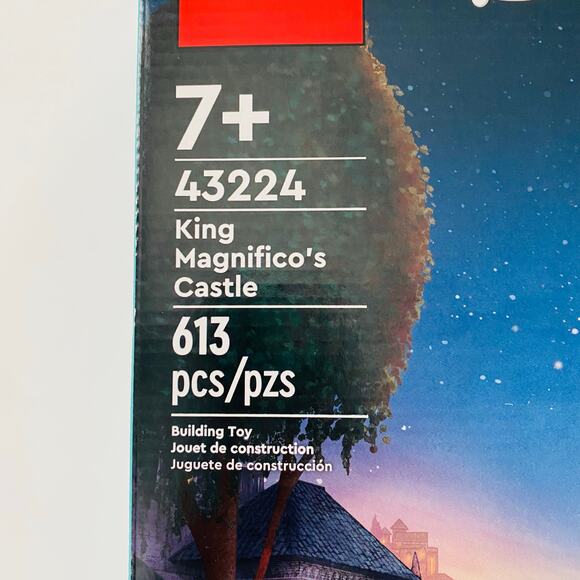 7+
43224
King
Magnifico's
Castle
613
pcs/pzs
Building Toy
Jouet de construction
Juguete de construcción